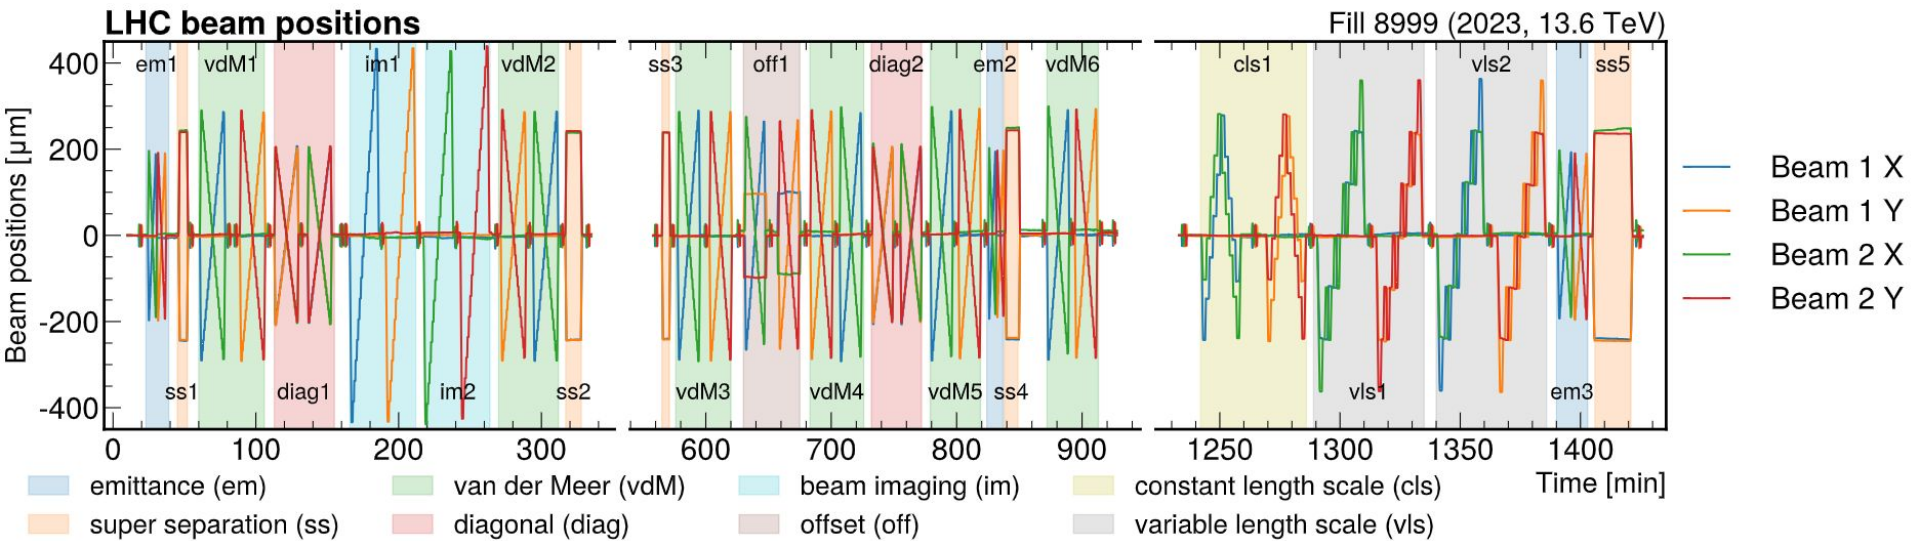 LHC beam positions
Fill 8999 (2023, 13.6 TeV)
Beam positions [μm]
400
200
0
-200
-400
em1 vdM1 im1 vdM2 ss3 off1 diag2 em2 vdM6 cls1 vls2 ss5
ss1 diag1 im2 ss2 vdM3 vdM4 vdM5 ss4 vls1 em3
0 100 200 300 600 700 800 900 1250 1300 1350 1400
Time [min]
Beam 1 X
Beam 1 Y
Beam 2 X
Beam 2 Y
emittance (em) van der Meer (vdM) beam imaging (im) constant length scale (cls)
super separation (ss) diagonal (diag) offset (off) variable length scale (vls)